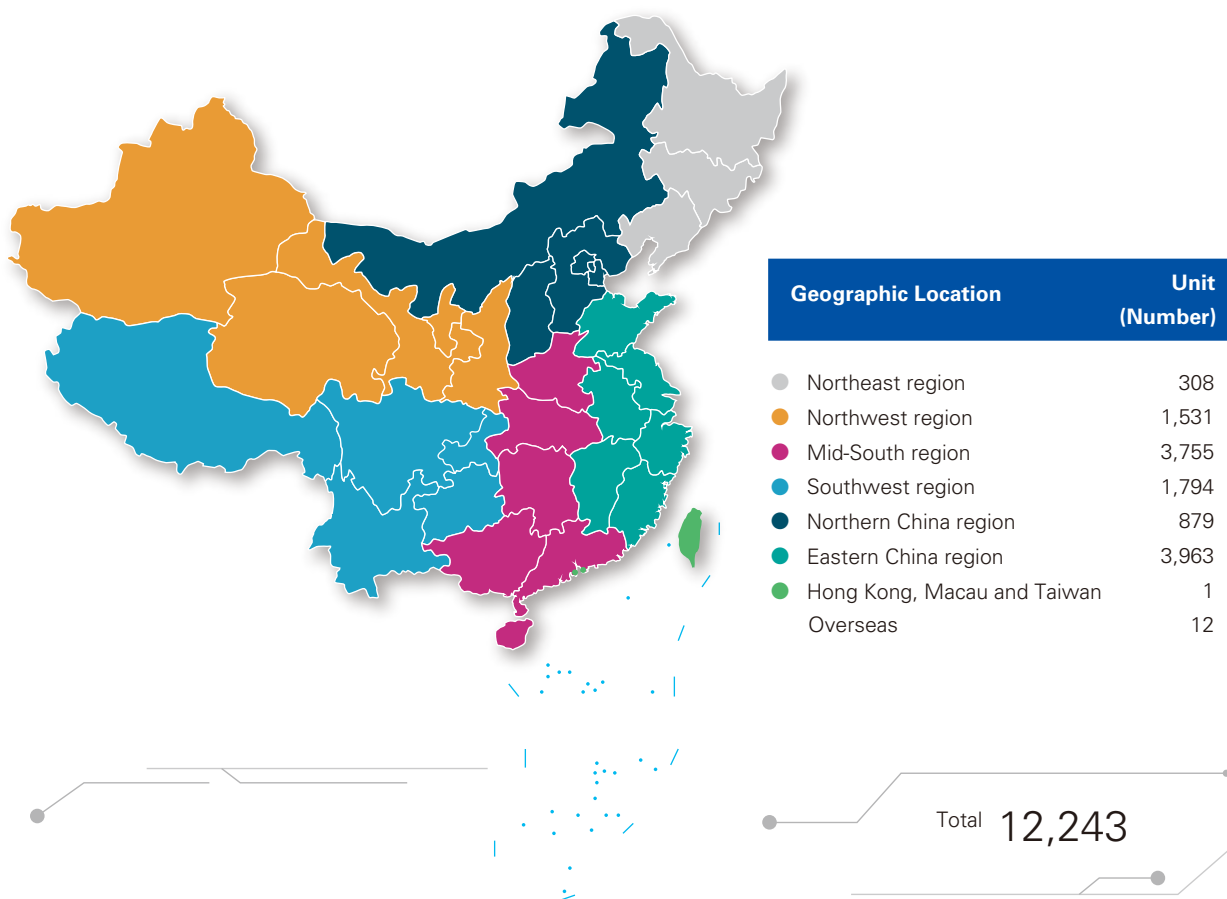 Geographic Location Unit
(Number)
Northeast region 308
Northwest region 1,531
Mid-South region 3,755
Southwest region 1,794
Northern China region 879
Eastern China region 3,963
Hong Kong, Macau and Taiwan 1
Overseas 12
Total 12,243